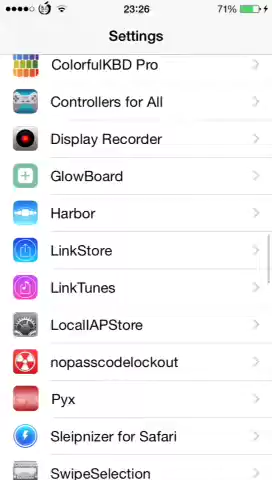 23:26
71%
Settings
ColorfulKBD Pro
Controllers for All
Display Recorder
GlowBoard
Harbor
LinkStore
LinkTunes
LocalIAPStore
nopasscodelockout
Pyx
Sleipnizer for Safari
SwipeSelection